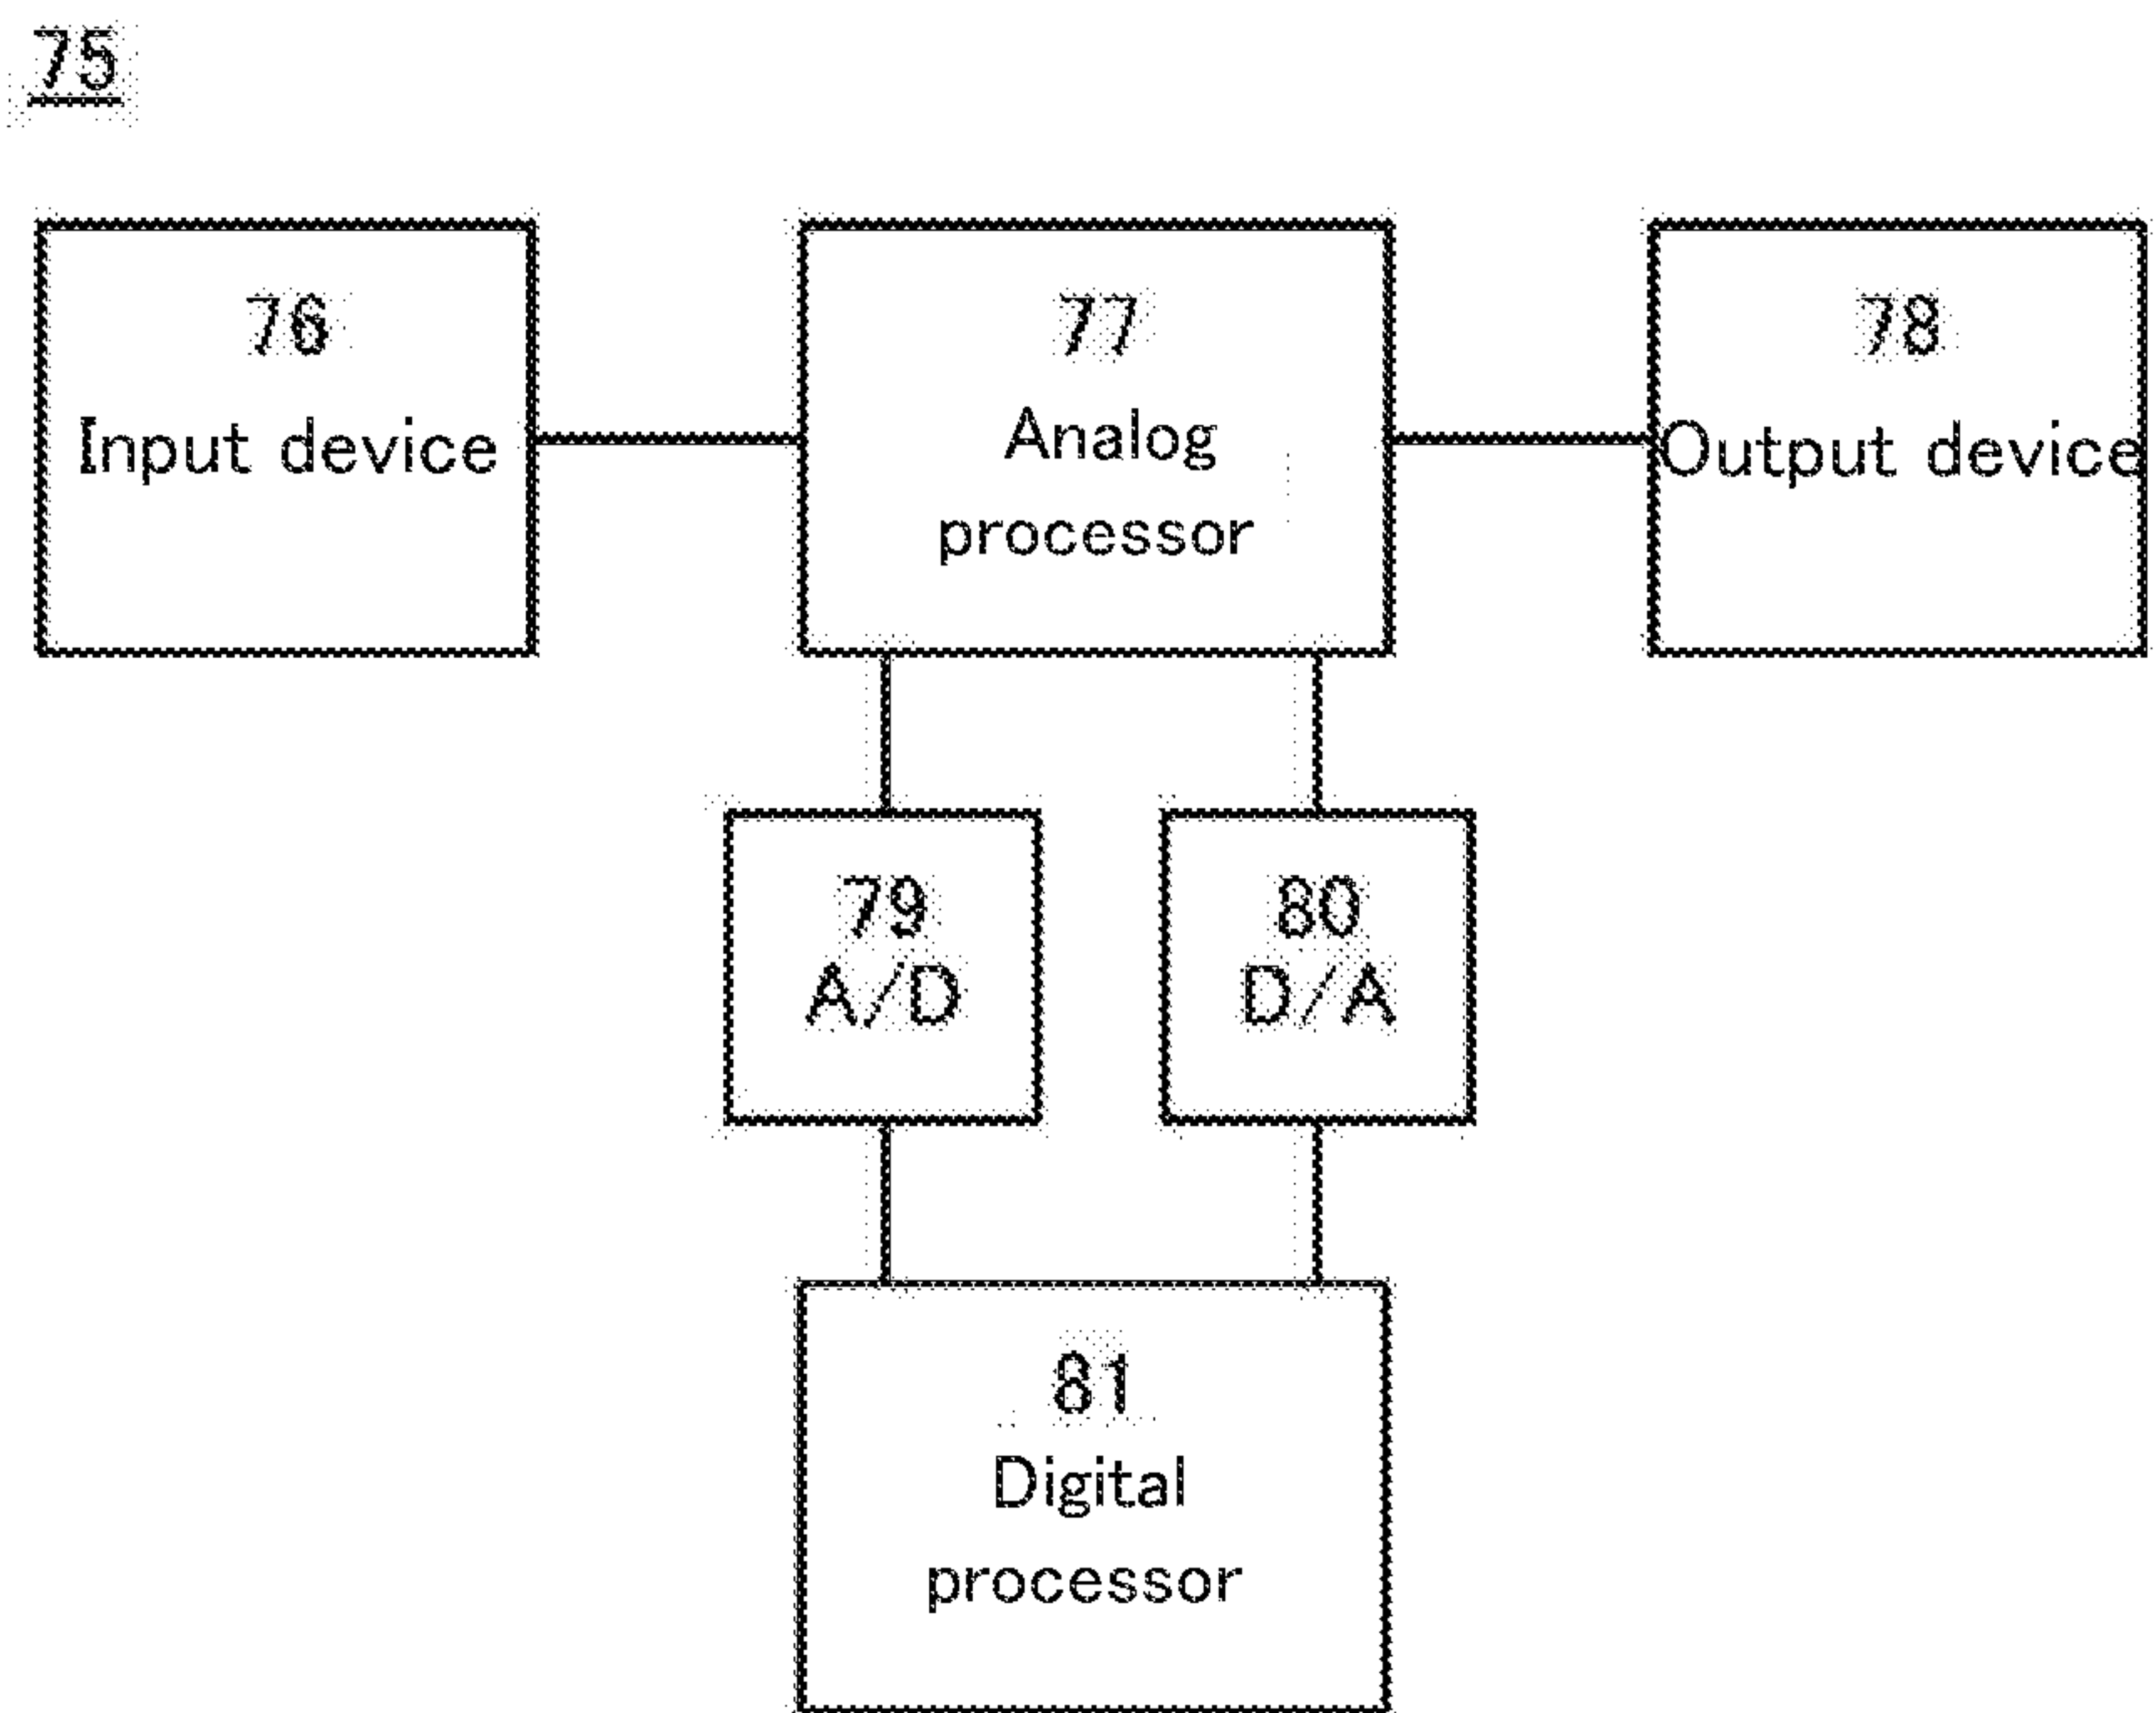 75
76
Input device
77
Analog
processor
78
Output device
79
A/D
80
D/A
81
Digital
processor